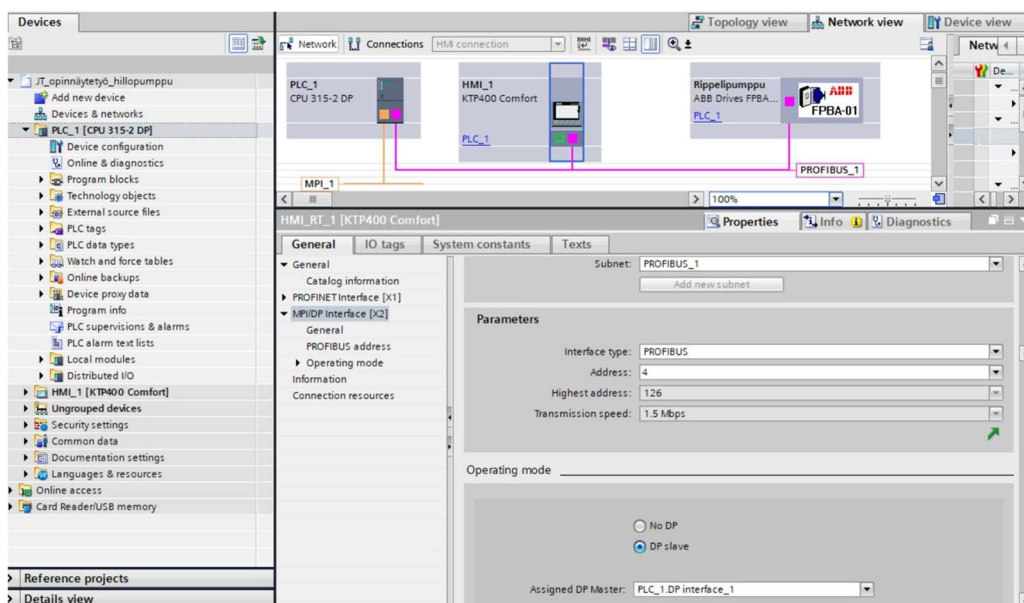 Devices
Topology view
Network view
Device view
Network
Connections
HMI connection
Netw
De...
JT_opinnäytetyö_hillopumppu
Add new device
Devices & networks
PLC_1 [CPU 315-2 DP]
Device configuration
Online & diagnostics
Program blocks
Technology objects
External source files
PLC tags
PLC data types
Watch and force tables
Online backups
Device proxy data
Program info
PLC supervisions & alarms
PLC alarm text lists
Local modules
Distributed I/O
HMI_1 [KTP400 Comfort]
Ungrouped devices
Security settings
Common data
Documentation settings
Languages & resources
Online access
Card Reader/USB memory
Reference projects
Details view
PLC_1
CPU 315-2 DP
HMI_1
KTP400 Comfort
PLC_1
Rippelipumppu
ABB Drives FPBA...
PLC_1
ABB
FPBA-01
PROFIBUS_1
MPI_1
100%
HMI_RT_1 [KTP400 Comfort]
Properties
Info
Diagnostics
General
IO tags
System constants
Texts
General
Catalog information
PROFINET Interface [X1]
MPI/DP Interface [X2]
General
PROFIBUS address
Operating mode
Information
Connection resources
Subnet: PROFIBUS_1
Add new subnet
Parameters
Interface type: PROFIBUS
Address: 4
Highest address: 126
Transmission speed: 1.5 Mbps
Operating mode
No DP
DP slave
Assigned DP Master: PLC_1.DP interface_1